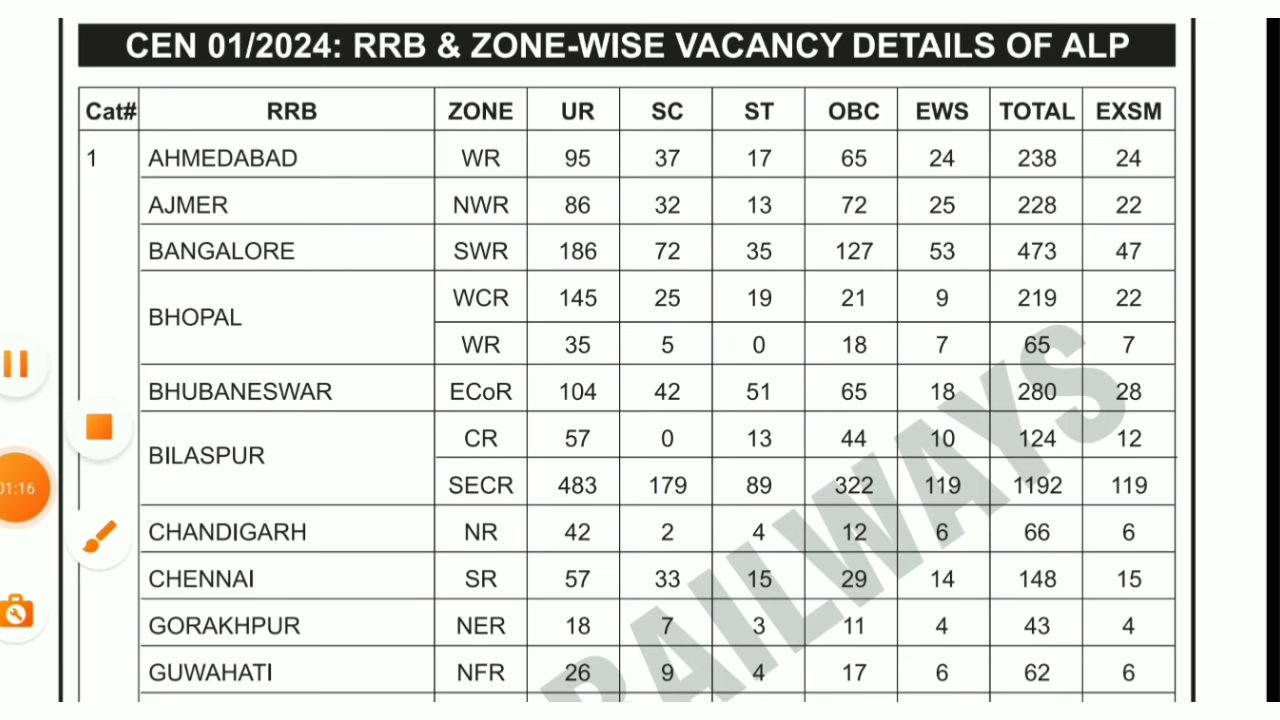 CEN 01/2024: RRB & ZONE-WISE VACANCY DETAILS OF ALP
Cat# RRB ZONE UR SC ST OBC EWS TOTAL EXSM
1 AHMEDABAD WR 95 37 17 65 24 238 24
AJMER NWR 86 32 13 72 25 228 22
BANGALORE SWR 186 72 35 127 53 473 47
BHOPAL WCR 145 25 19 21 9 219 22
WR 35 5 0 18 7 65 7
BHUBANESWAR ECoR 104 42 51 65 18 280 28
BILASPUR CR 57 0 13 44 10 124 12
SECR 483 179 89 322 119 1192 119
CHANDIGARH NR 42 2 4 12 6 66 6
CHENNAI SR 57 33 15 29 14 148 15
GORAKHPUR NER 18 7 3 11 4 43 4
GUWAHATI NFR 26 9 4 17 6 62 6
RAILWAYS
01:16